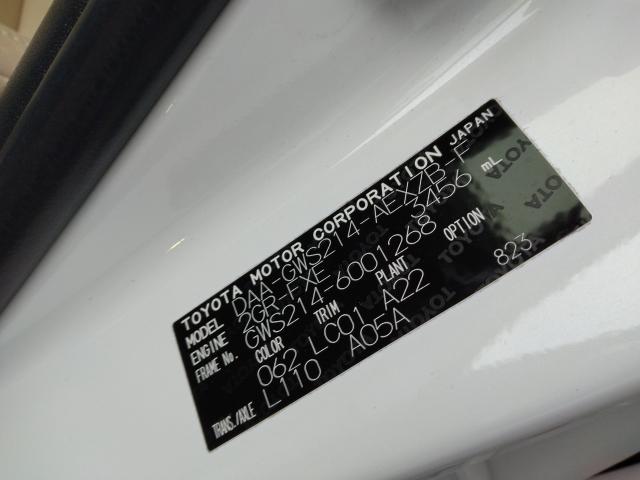 TOYOTA MOTOR CORPORATION JAPAN
MODEL DAA-GWS214-AEXZB-F
ENGINE 2GR-FXE 3456 mL
FRAME No. GWS214-6001268
COLOR TRIM PLANT OPTION
062 LC01 A22 823
TRANS./AXLE L110 A05A